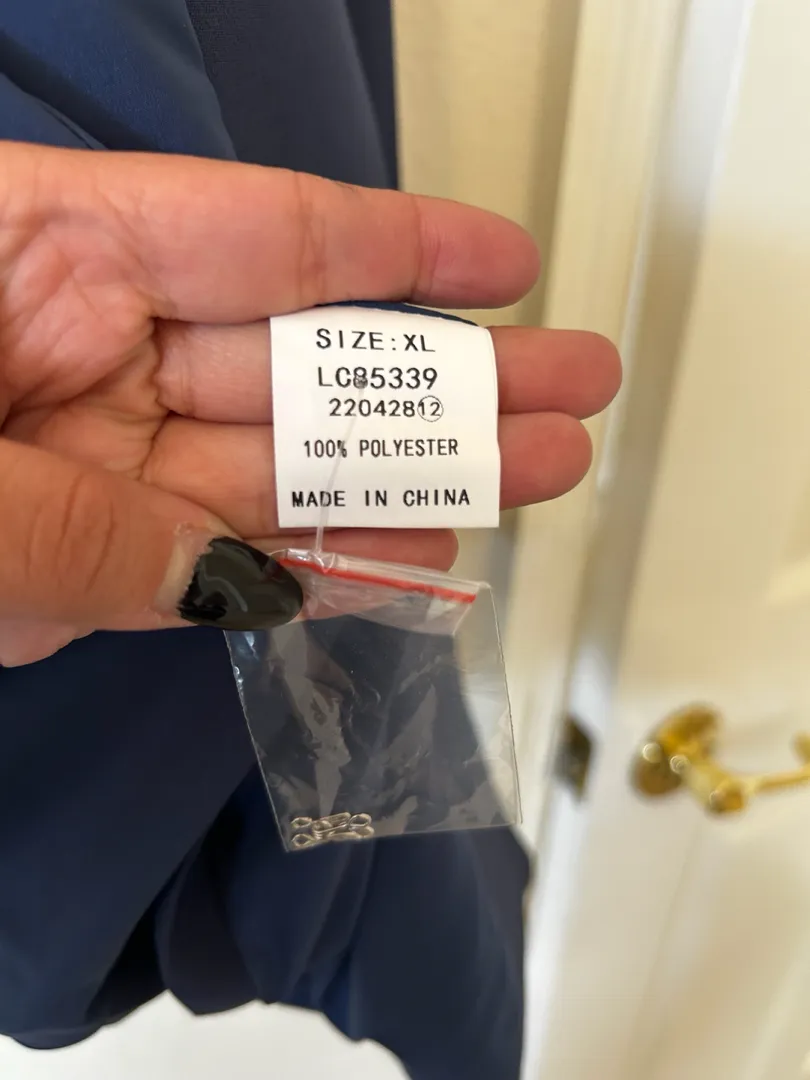 SIZE:XL
LC85339
220428⑫
100% POLYESTER
MADE IN CHINA